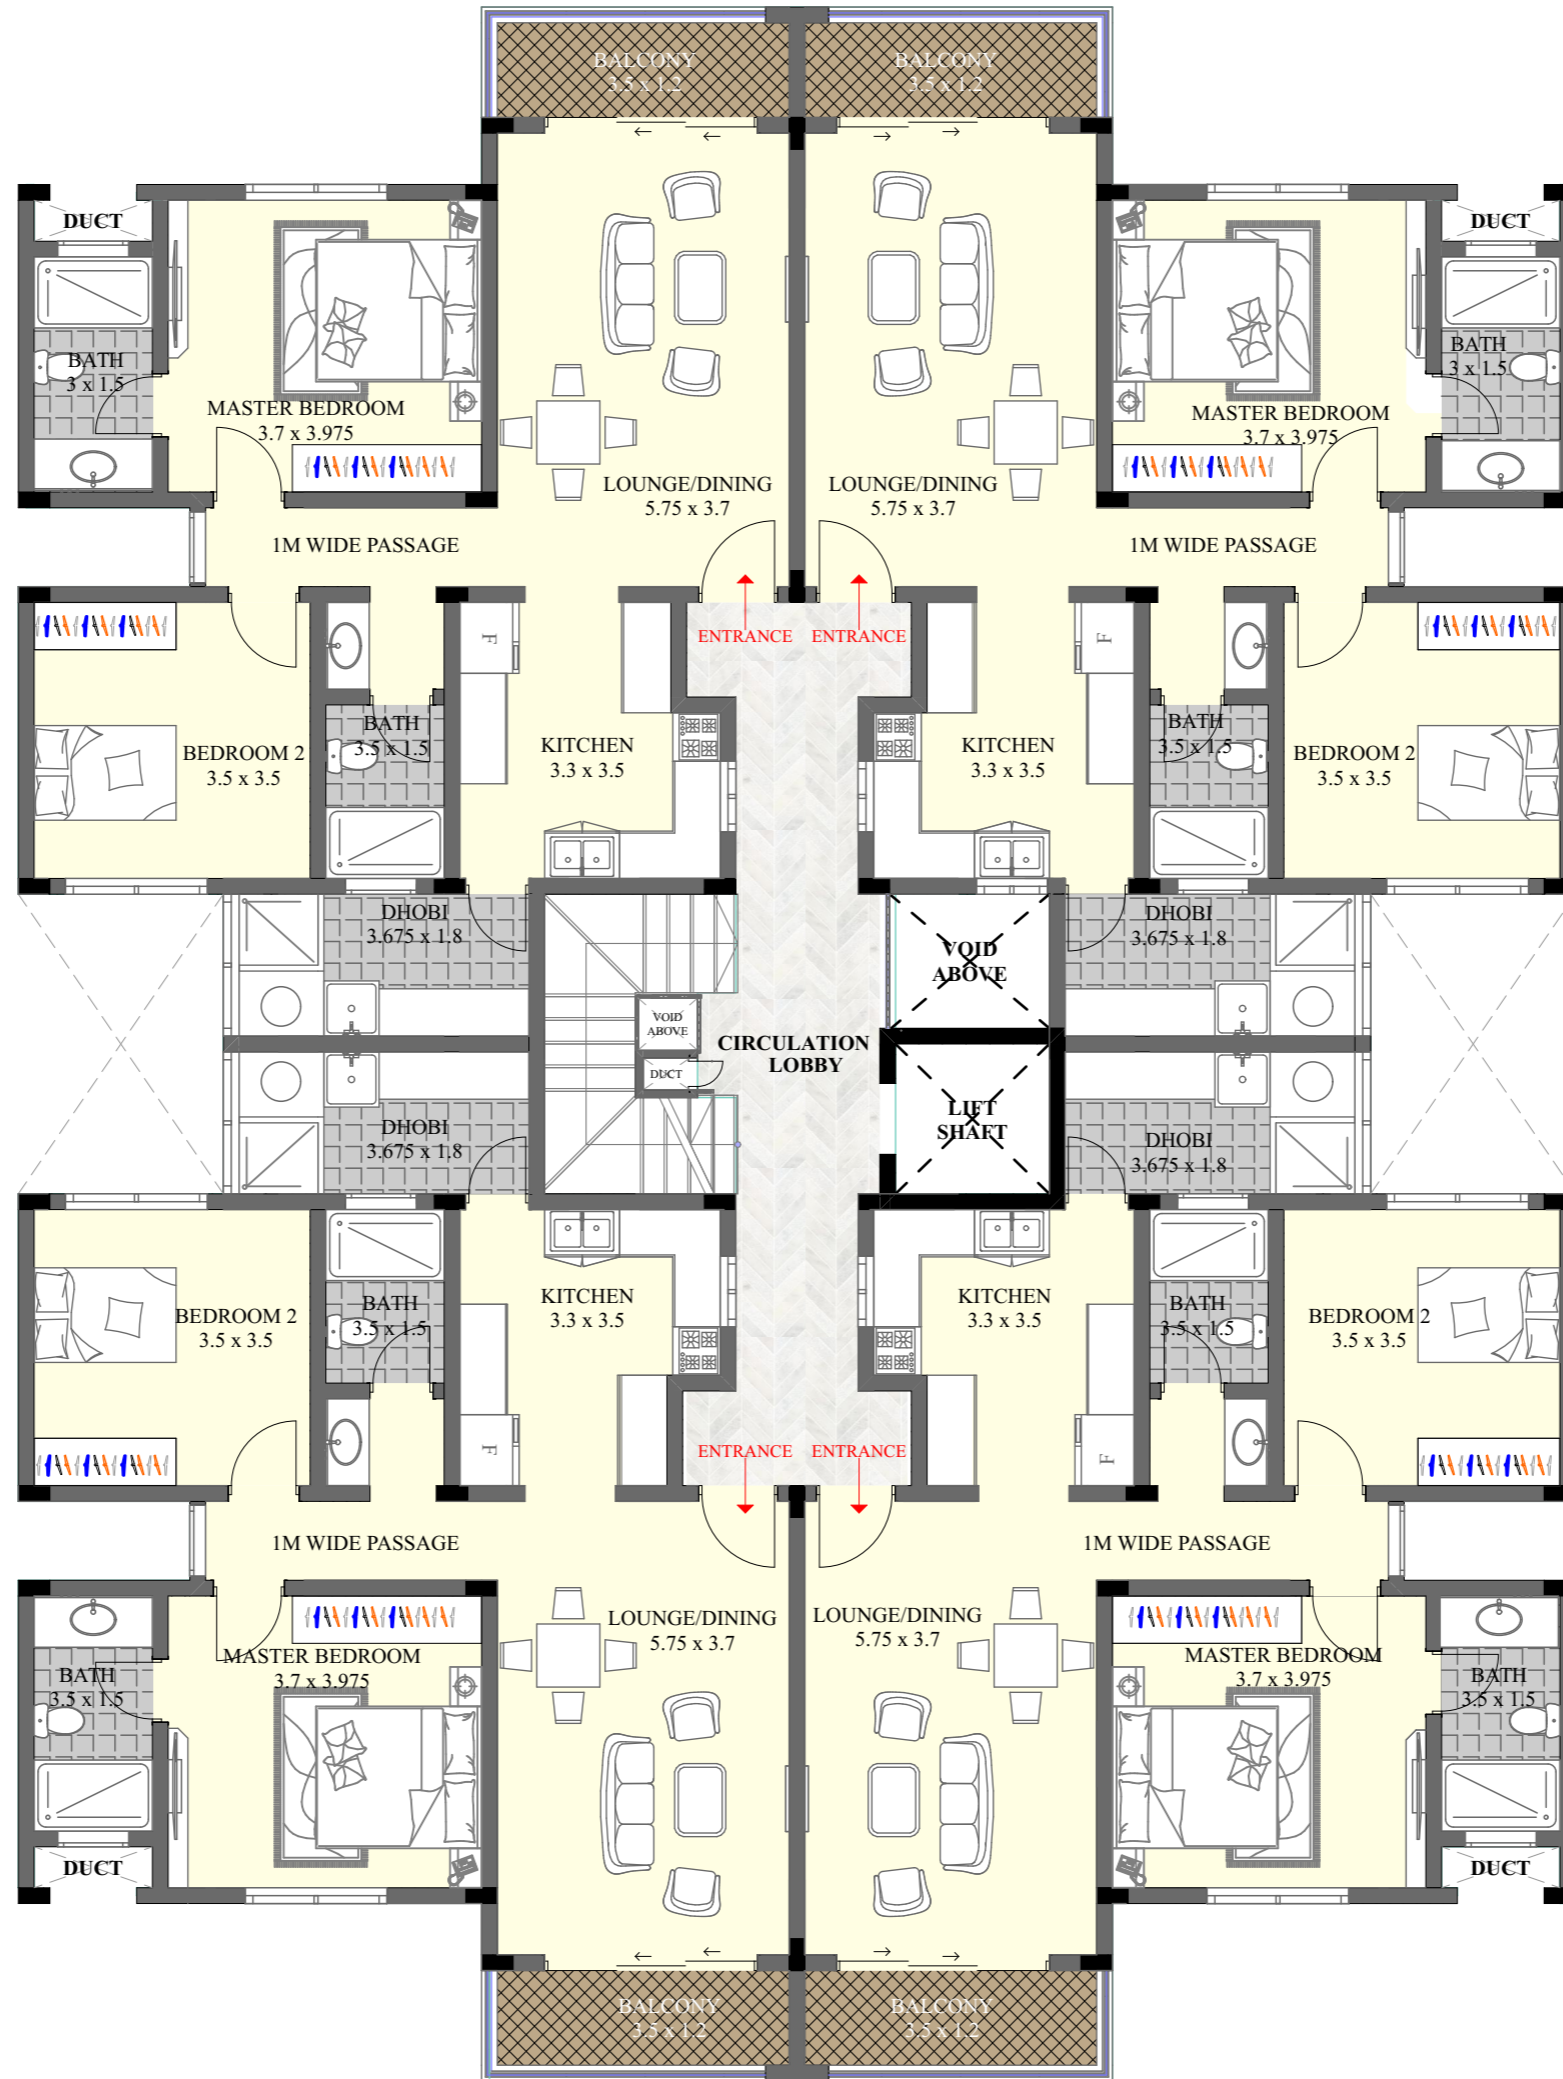 BALCONY
3.5 x 1.2
BALCONY
3.5 x 1.2
DUCT
DUCT
BATH
3 x 1.5
MASTER BEDROOM
3.7 x 3.975
LOUNGE/DINING
5.75 x 3.7
LOUNGE/DINING
5.75 x 3.7
MASTER BEDROOM
3.7 x 3.975
BATH
3 x 1.5
1M WIDE PASSAGE
1M WIDE PASSAGE
ENTRANCE
ENTRANCE
F
F
BEDROOM 2
3.5 x 3.5
BATH
3.5 x 1.5
KITCHEN
3.3 x 3.5
KITCHEN
3.3 x 3.5
BATH
3.5 x 1.5
BEDROOM 2
3.5 x 3.5
DHOBI
3.675 x 1.8
VOID
ABOVE
DHOBI
3.675 x 1.8
VOID
ABOVE
CIRCULATION
LOBBY
DUCT
LIFT
SHAFT
DHOBI
3.675 x 1.8
DHOBI
3.675 x 1.8
BEDROOM 2
3.5 x 3.5
BATH
3.5 x 1.5
KITCHEN
3.3 x 3.5
KITCHEN
3.3 x 3.5
BATH
3.5 x 1.5
BEDROOM 2
3.5 x 3.5
F
ENTRANCE
ENTRANCE
F
1M WIDE PASSAGE
1M WIDE PASSAGE
LOUNGE/DINING
5.75 x 3.7
LOUNGE/DINING
5.75 x 3.7
BATH
3.5 x 1.5
MASTER BEDROOM
3.7 x 3.975
MASTER BEDROOM
3.7 x 3.975
BATH
3.5 x 1.5
DUCT
DUCT
BALCONY
3.5 x 1.2
BALCONY
3.5 x 1.2